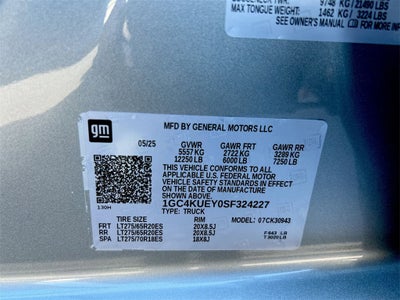 9748 KG/21490 LBS
MAX TONGUE WEIGHT: 1462 KG / 3224 LBS
SEE OWNER'S MANUAL FOR MORE
gm
MFD BY GENERAL MOTORS LLC
05/25 GVWR GAWR FRT GAWR RR
5557 KG 2722 KG 3289 KG
12250 LB 6000 LB 7250 LB
THIS VEHICLE CONFORMS TO ALL
APPLICABLE U.S. FEDERAL MOTOR VEHICLE
SAFETY STANDARDS IN EFFECT ON THE
DATE OF MANUFACTURE
SHOWN ABOVE.
1GC4KUEY0SF324227
TYPE: TRUCK MODEL: 07CK30943
130H
TIRE SIZE RIM
FRT LT275/65R20ES 20X8.5J
RR LT275/65R20ES 20X8.5J
SPA LT275/70R18ES 18X8J
F:643 LB
T:3020LB